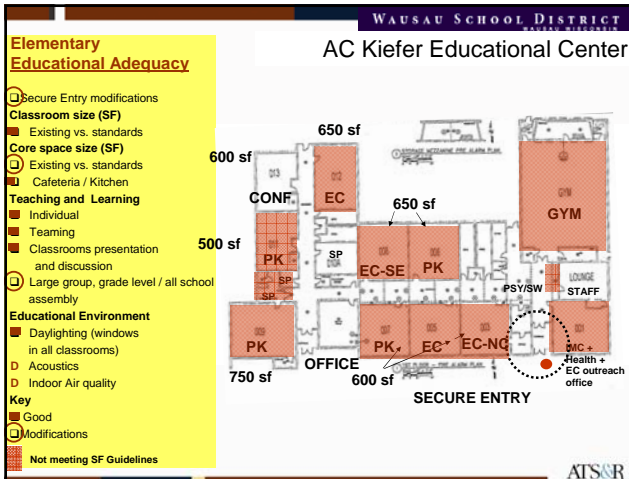 WAUSAU SCHOOL DISTRICT
WAUSAU WISCONSIN
AC Kiefer Educational Center
Elementary
Educational Adequacy
Secure Entry modifications
Classroom size (SF)
Existing vs. standards
Core space size (SF)
Existing vs. standards
Cafeteria / Kitchen
Teaching and Learning
Individual
Teaming
Classrooms presentation
and discussion
Large group, grade level / all school
assembly
Educational Environment
Daylighting (windows
in all classrooms)
D Acoustics
D Indoor Air quality
Key
Good
Modifications
Not meeting SF Guidelines
650 sf
600 sf
013
012
CONF
EC
GYM
GYM
650 sf
500 sf
PK
SP
EC-SE
PK
SP
SP
PSY/SW
LOUNGE
STAFF
PK
OFFICE
PK
EC
EC-NC
001
IMC +
Health +
EC outreach
office
750 sf
600 sf
SECURE ENTRY
ATS&R